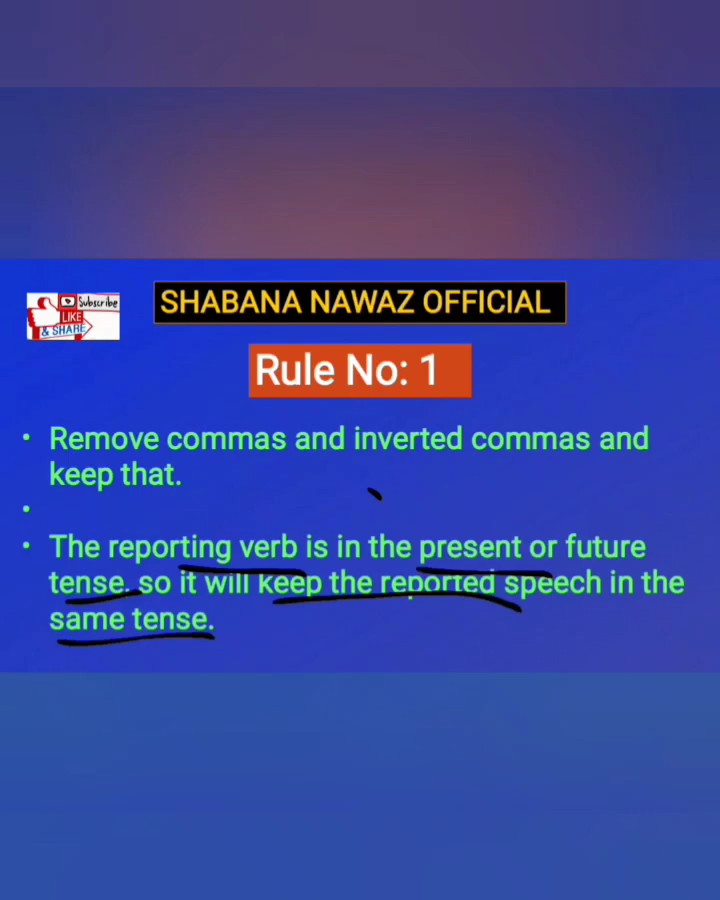 Subscribe
LIKE
& SHARE
SHABANA NAWAZ OFFICIAL
Rule No: 1
• Remove commas and inverted commas and
keep that.
•
• The reporting verb is in the present or future
tense. so it will keep the reported speech in the
same tense.